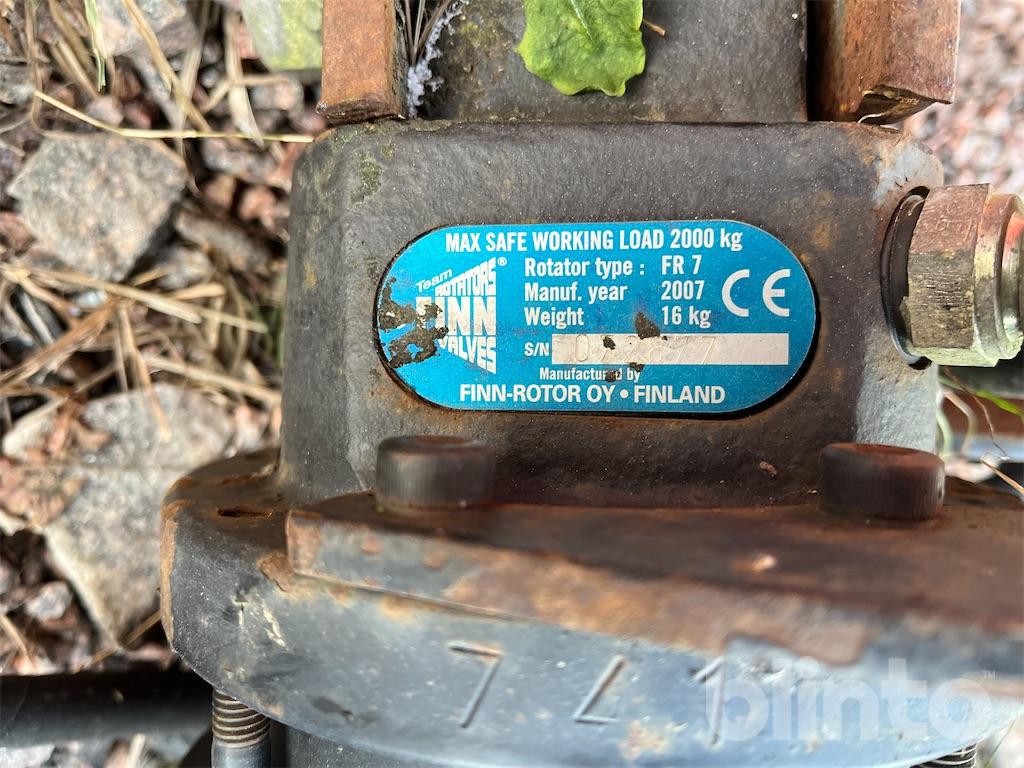 MAX SAFE WORKING LOAD 2000 kg
Team
ROTATORS®
FINN
VALVES
Rotator type : FR 7
Manuf. year 2007
Weight 16 kg
CE
S/N
Manufactured by
FINN-ROTOR OY • FINLAND
blinto™